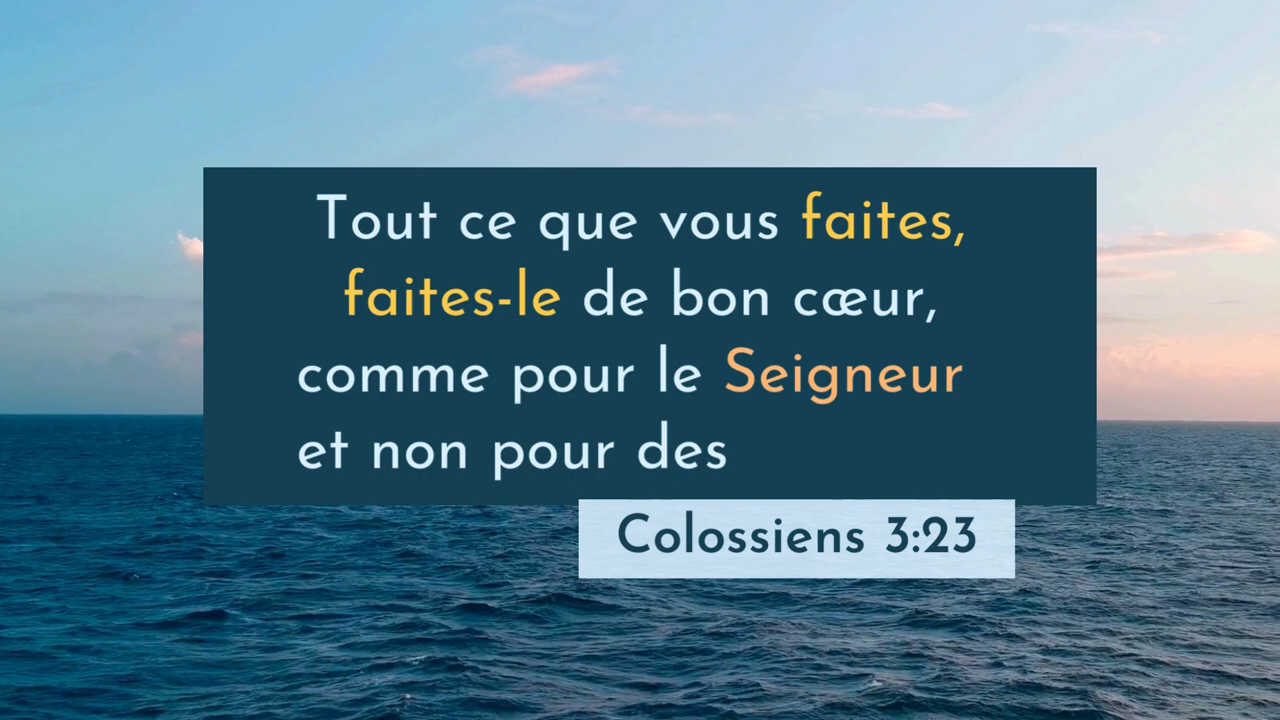 Tout ce que vous faites,
faites-le de bon cœur,
comme pour le Seigneur
et non pour des
Colossiens 3:23